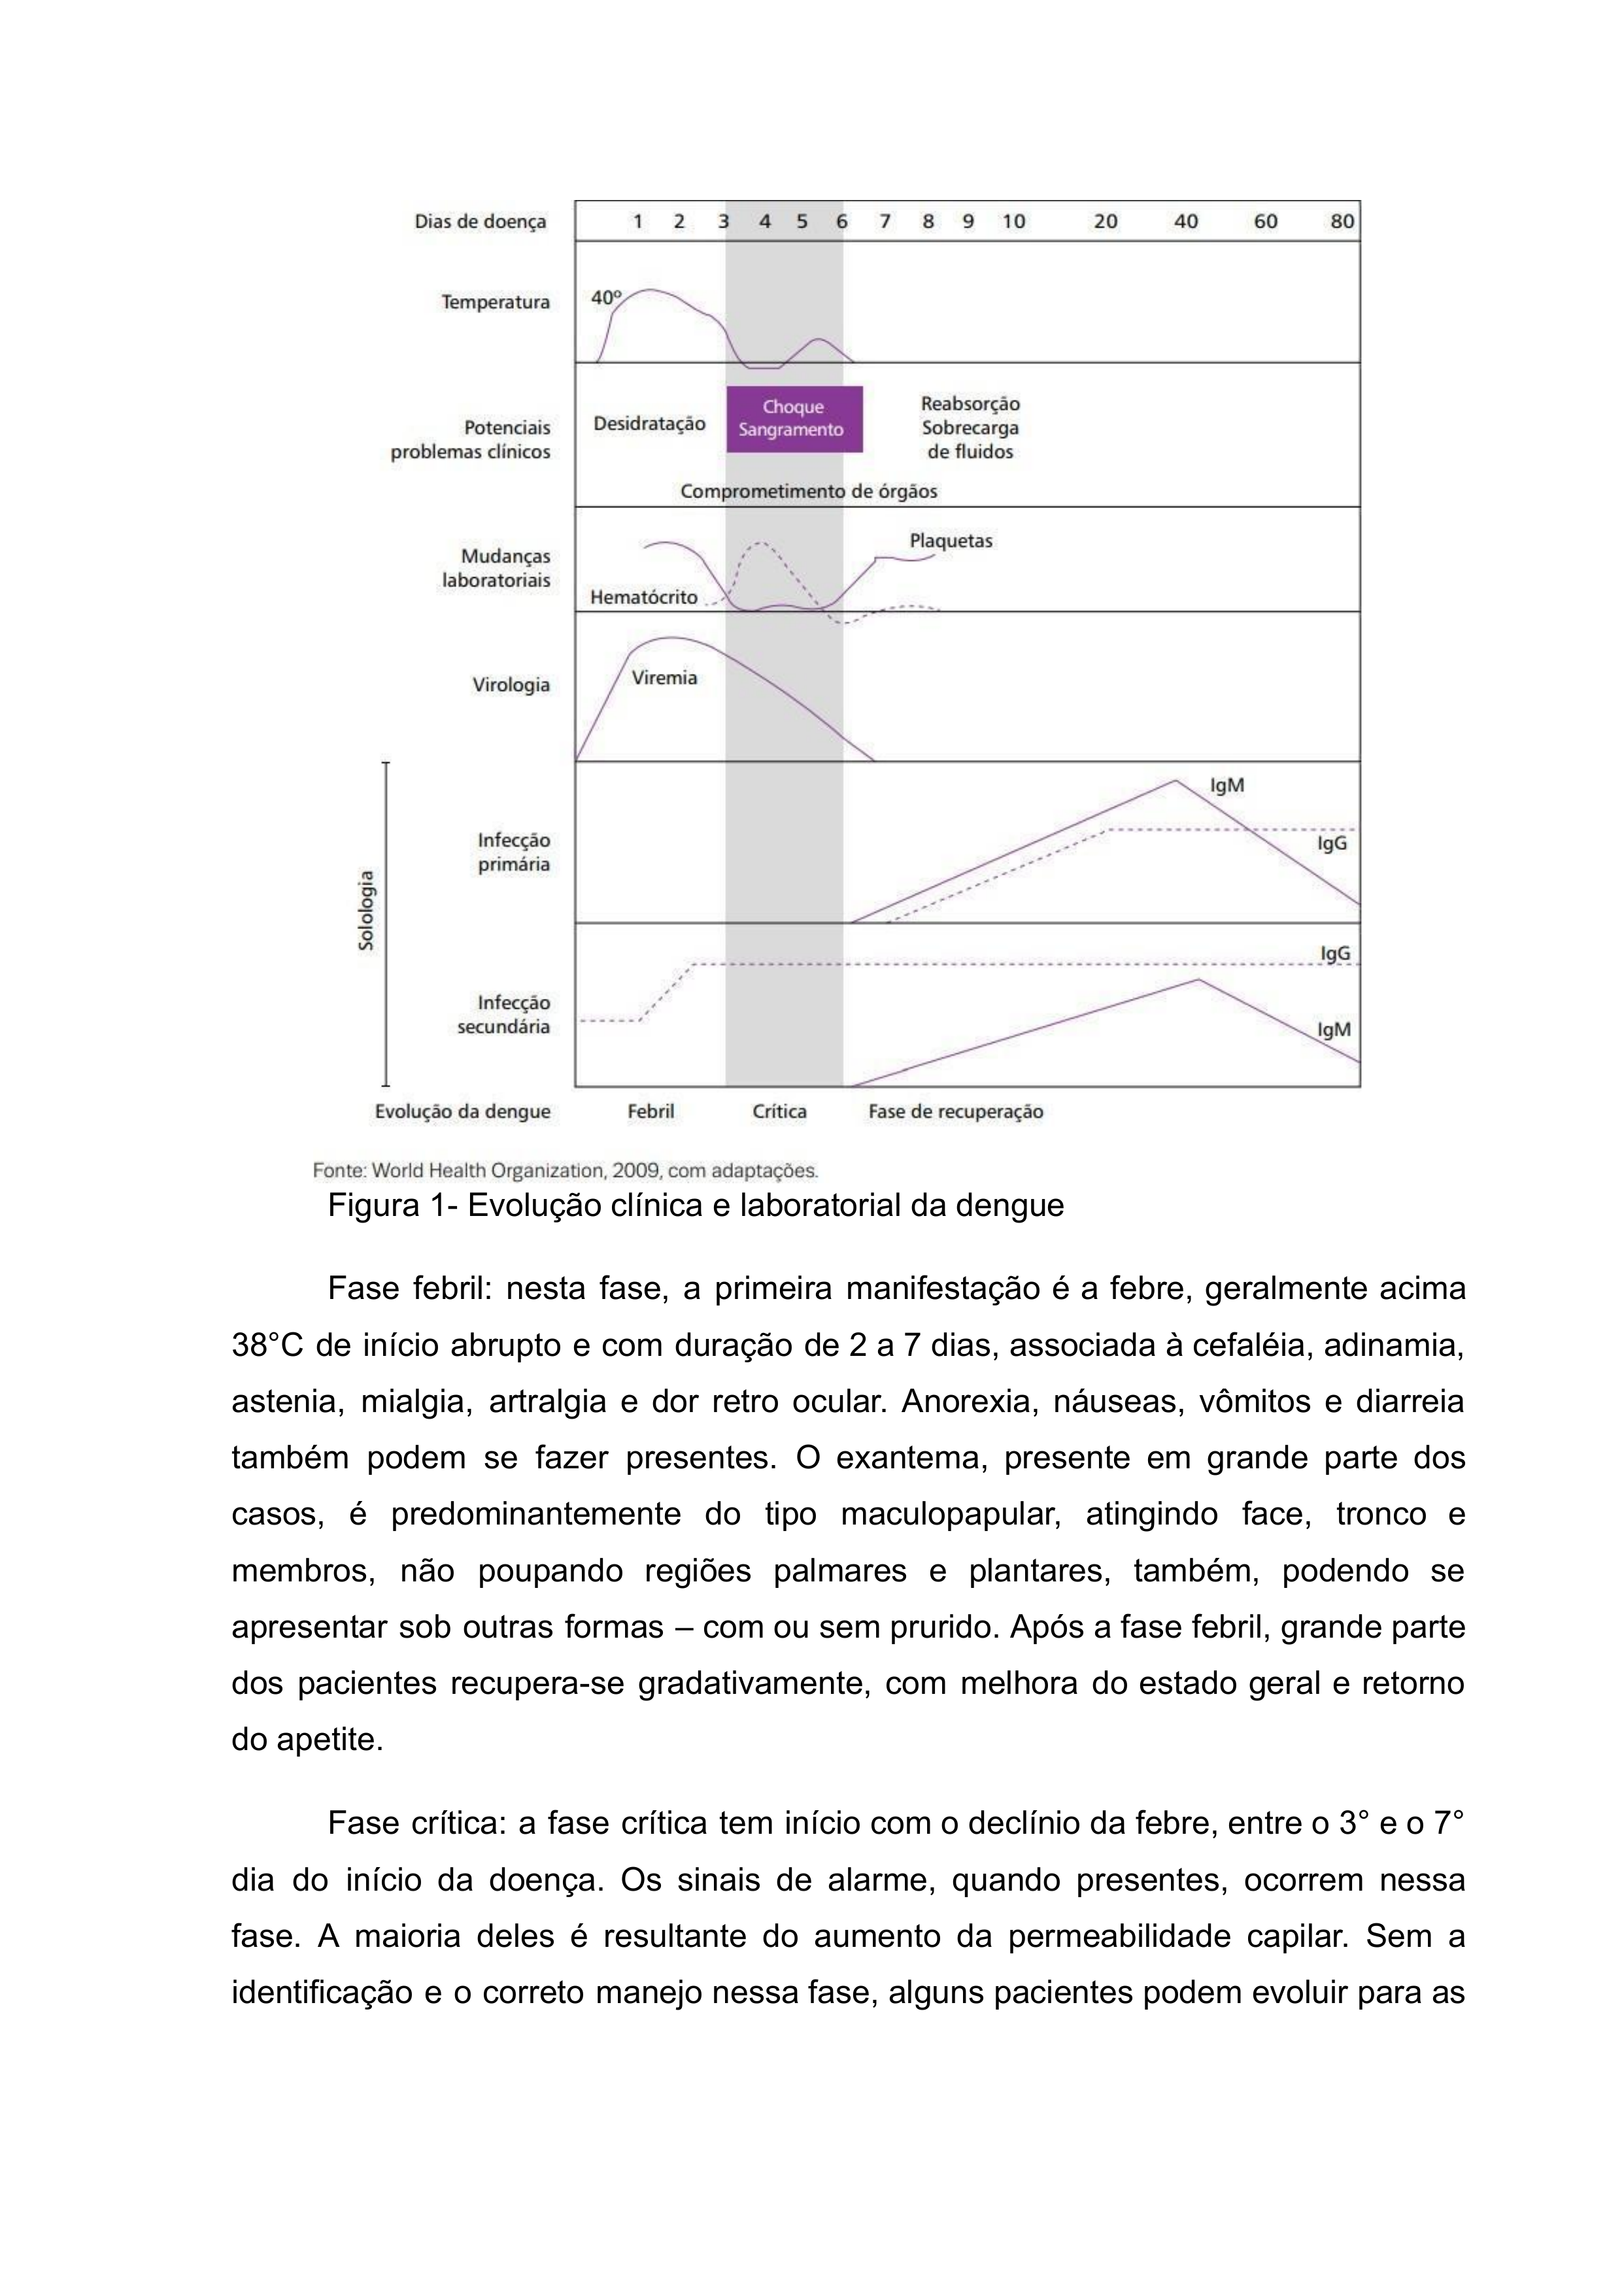 Dias de doença 1 2 3 4 5 6 7 8 9 10 20 40 60 80
Temperatura
40º
Potenciais
problemas clínicos
Desidratação
Choque
Sangramento
Reabsorção
Sobrecarga
de fluidos
Comprometimento de órgãos
Mudanças
laboratoriais
Hematócrito
Plaquetas
Virologia
Viremia
Solologia
Infecção
primária
IgM
IgG
Infecção
secundária
IgG
IgM
Evolução da dengue Febril Crítica Fase de recuperação
Fonte: World Health Organization, 2009, com adaptações.
Figura 1- Evolução clínica e laboratorial da dengue
Fase febril: nesta fase, a primeira manifestação é a febre, geralmente acima
38°C de início abrupto e com duração de 2 a 7 dias, associada à cefaléia, adinamia,
astenia, mialgia, artralgia e dor retro ocular. Anorexia, náuseas, vômitos e diarreia
também podem se fazer presentes. O exantema, presente em grande parte dos
casos, é predominantemente do tipo maculopapular, atingindo face, tronco e
membros, não poupando regiões palmares e plantares, também, podendo se
apresentar sob outras formas – com ou sem prurido. Após a fase febril, grande parte
dos pacientes recupera-se gradativamente, com melhora do estado geral e retorno
do apetite.
Fase crítica: a fase crítica tem início com o declínio da febre, entre o 3° e o 7°
dia do início da doença. Os sinais de alarme, quando presentes, ocorrem nessa
fase. A maioria deles é resultante do aumento da permeabilidade capilar. Sem a
identificação e o correto manejo nessa fase, alguns pacientes podem evoluir para as